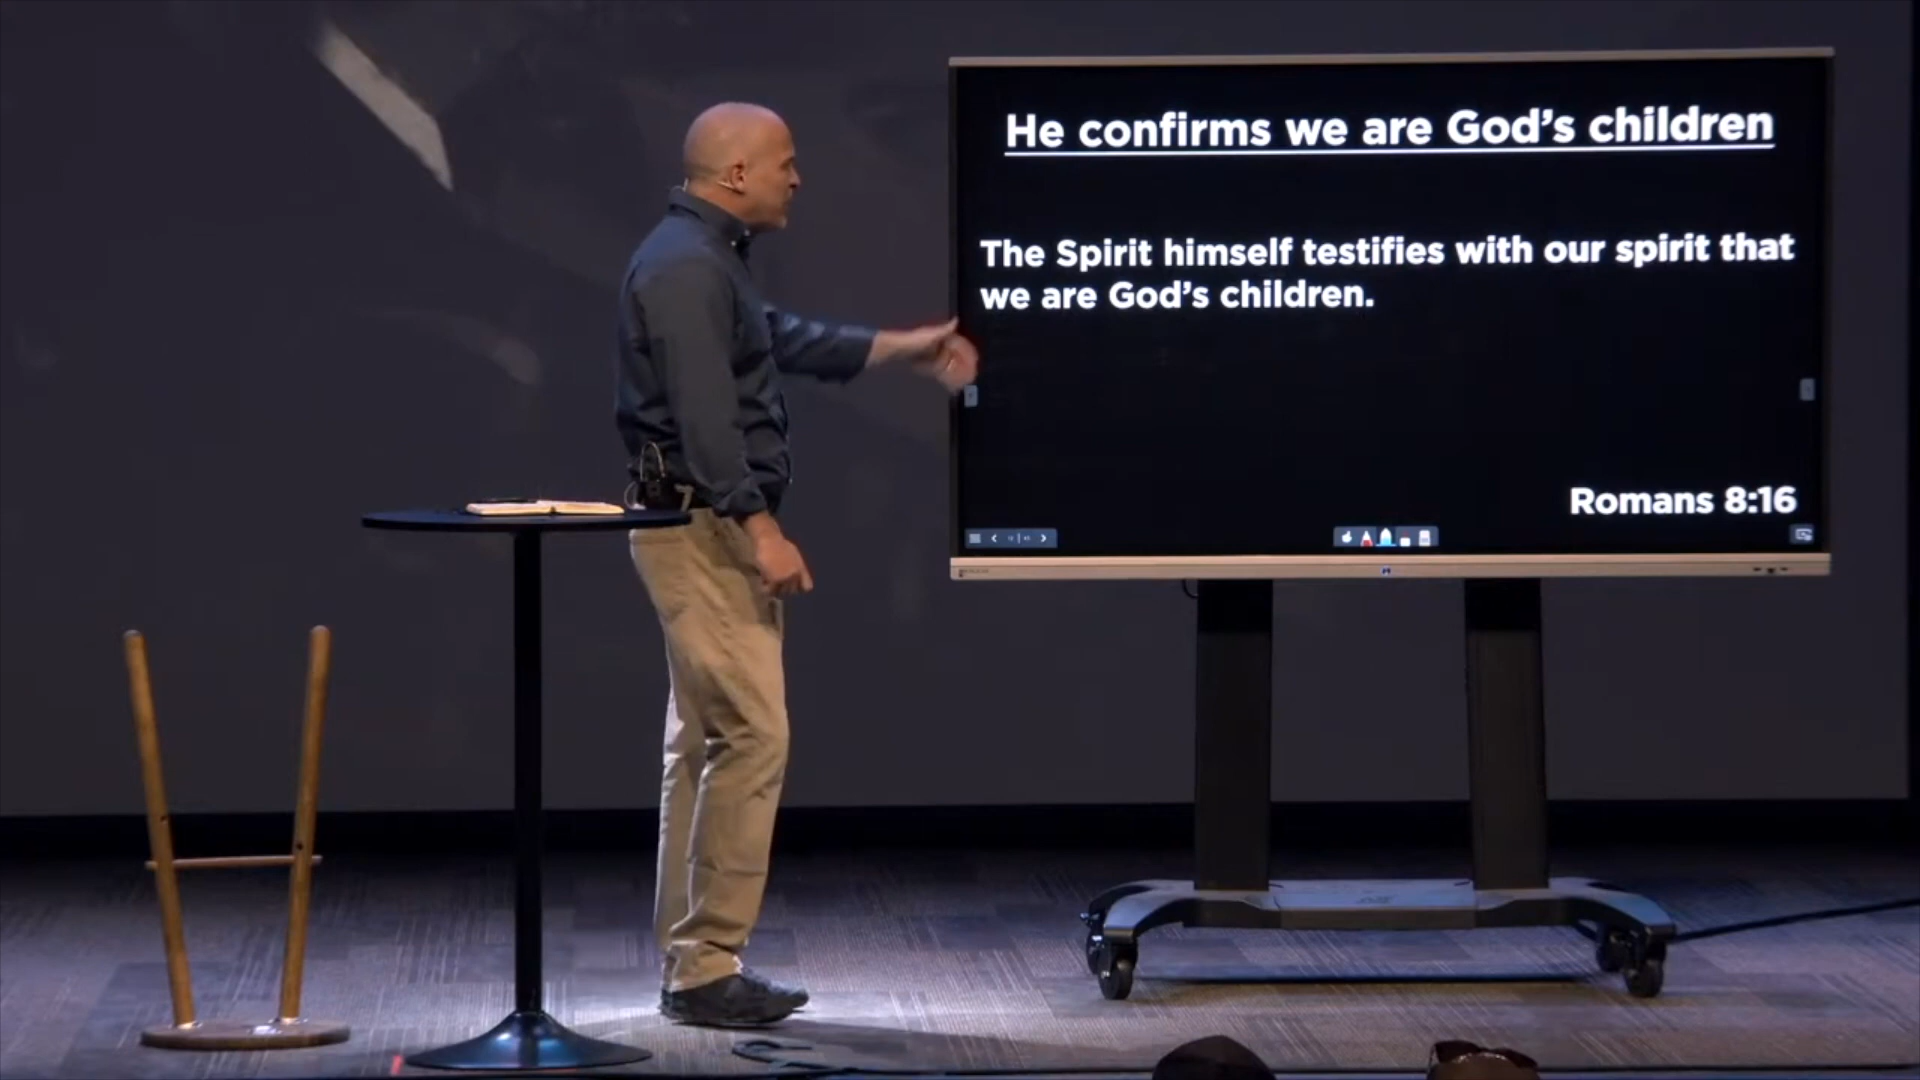 He confirms we are God's children
The Spirit himself testifies with our spirit that
we are God's children.
Romans 8:16